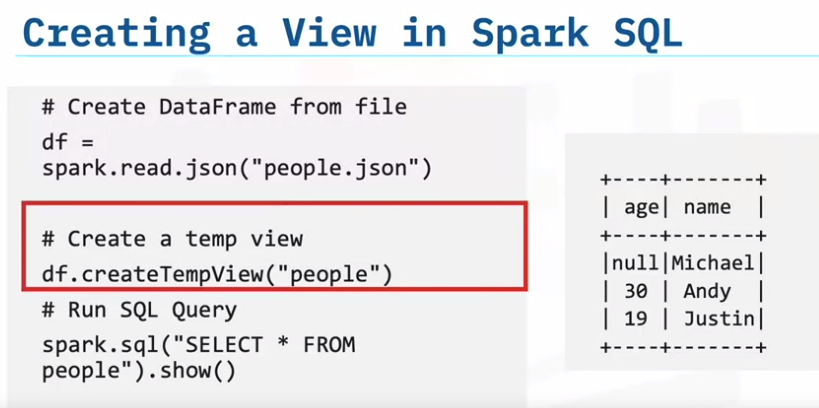 Creating a View in Spark SQL
# Create DataFrame from file
df =
spark.read.json("people.json")
# Create a temp view
df.createTempView("people")
# Run SQL Query
spark.sql("SELECT * FROM
people").show()
+----+-------+
| age| name  |
+----+-------+
|null|Michael|
| 30 | Andy  |
| 19 | Justin|
+----+-------+